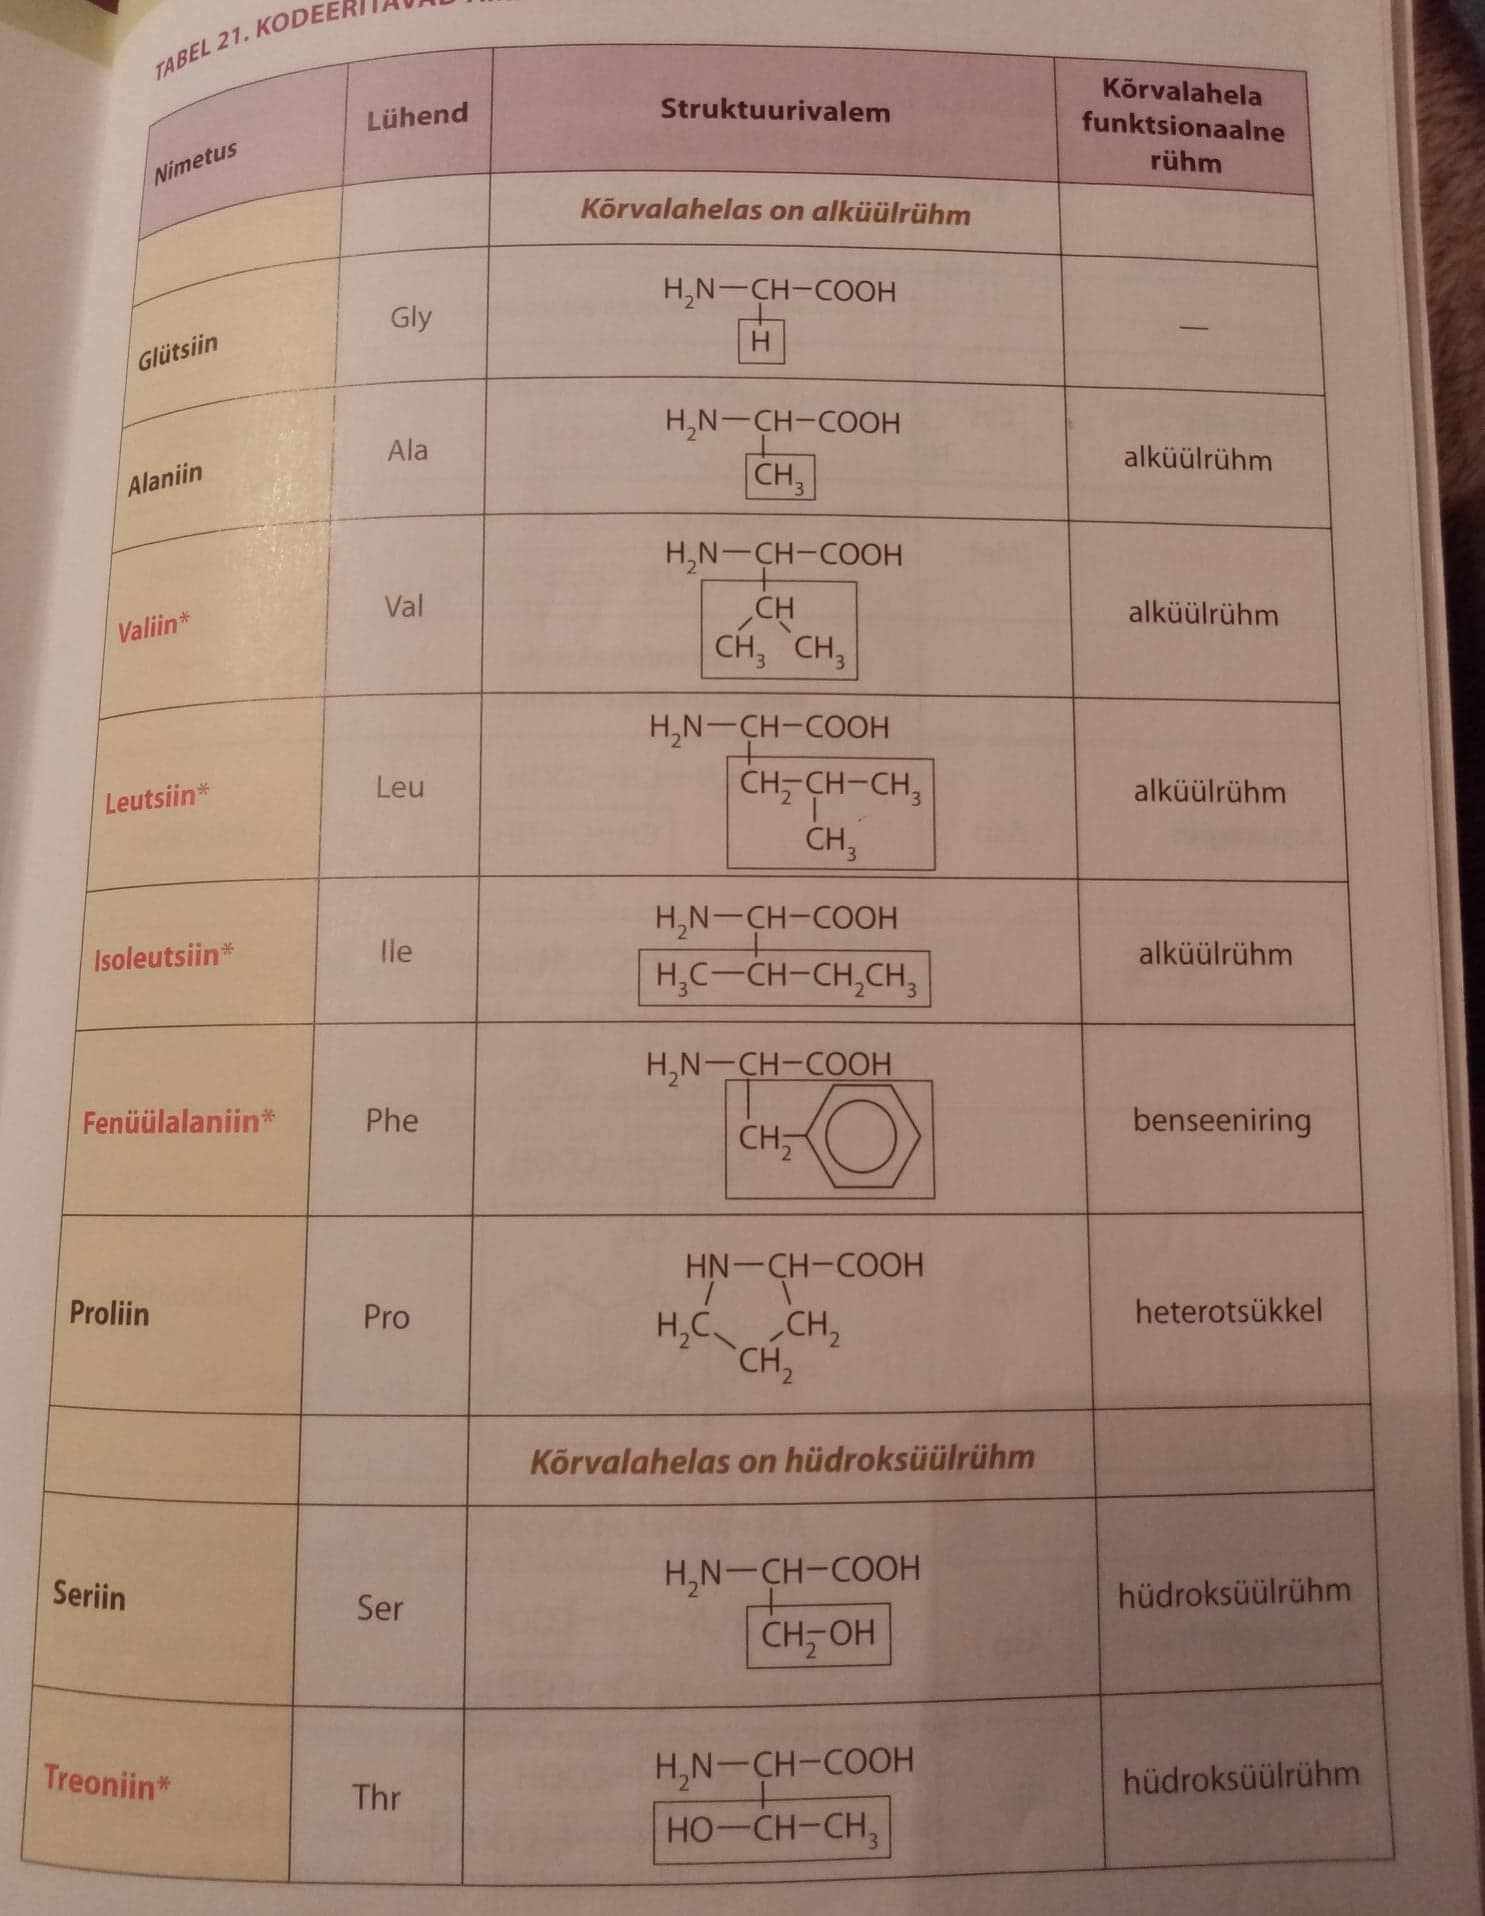 TABEL 21. KODEERITAVAD
Nimetus
Lühend
Struktuurivalem
Kõrvalahela
funktsionaalne
rühm
Kõrvalahelas on alküülrühm
Glütsiin
Gly
H₂N—CH—COOH
H
—
Alaniin
Ala
H₂N—CH—COOH
CH₃
alküülrühm
Valiin*
Val
H₂N—CH—COOH
CH
CH₃ CH₃
alküülrühm
Leutsiin*
Leu
H₂N—CH—COOH
CH₂—CH—CH₃
CH₃
alküülrühm
Isoleutsiin*
Ile
H₂N—CH—COOH
H₃C—CH—CH₂CH₃
alküülrühm
Fenüülalaniin*
Phe
H₂N—CH—COOH
CH₂—
benseeniring
Proliin
Pro
HN—CH—COOH
H₂C CH₂
CH₂
heterotsükkel
Kõrvalahelas on hüdroksüülrühm
Seriin
Ser
H₂N—CH—COOH
CH₂—OH
hüdroksüülrühm
Treoniin*
Thr
H₂N—CH—COOH
HO—CH—CH₃
hüdroksüülrühm